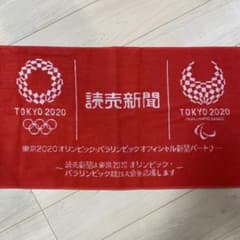 TOKYO 2020
読売新聞
TOKYO 2020
PARALYMPIC GAMES
東京2020オリンピック・パラリンピックオフィシャル新聞パートナー
読売新聞は東京2020オリンピック・
パラリンピック競技大会を応援します